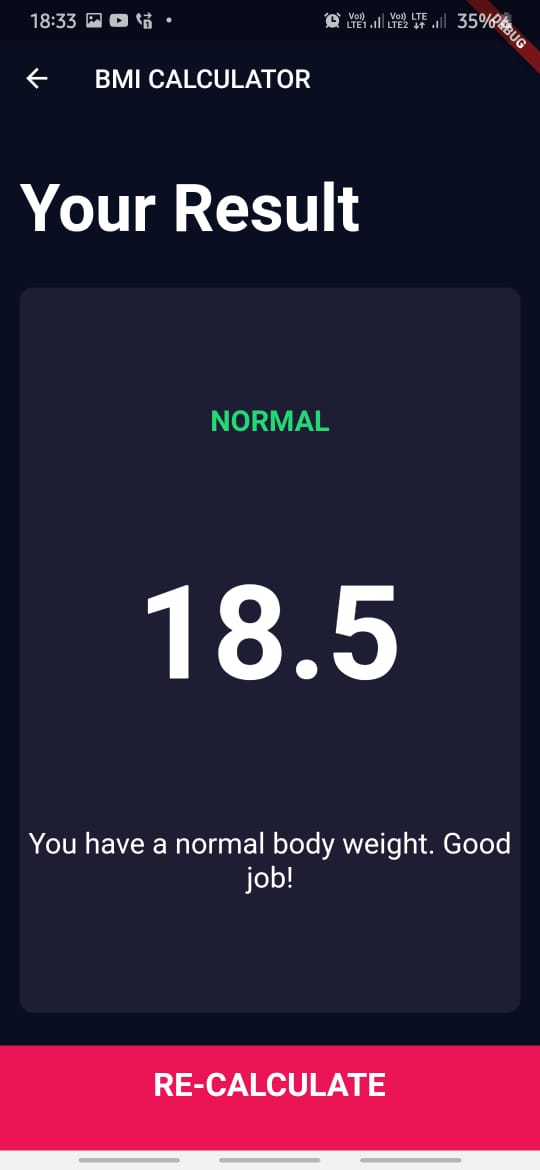 18:33
Vo)) LTE1 Vo)) LTE2 LTE 35%
DEBUG
BMI CALCULATOR
Your Result
NORMAL
18.5
You have a normal body weight. Good
job!
RE-CALCULATE